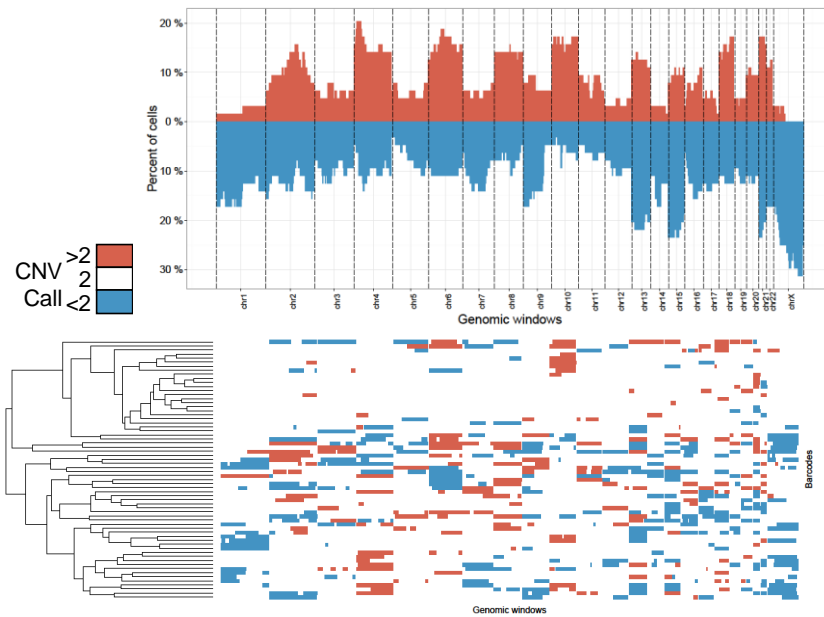 20 %
10 %
0 %
10 %
20 %
30 %
Percent of cells
chr1
chr2
chr3
chr4
chr5
chr6
chr7
chr8
chr9
chr10
chr11
chr12
chr13
chr14
chr15
chr16
chr17
chr18
chr19
chr20
chr21
chr22
chrX
Genomic windows
CNV
Call
>2
2
<2
Barcodes
Genomic windows